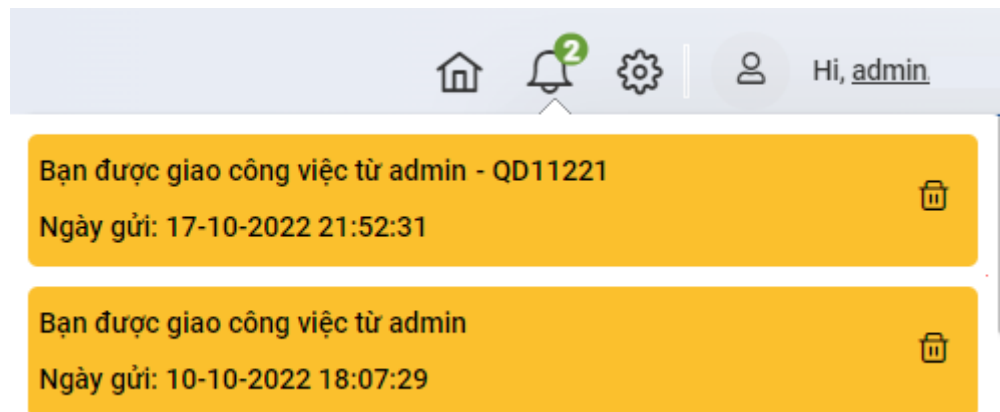 2
Hi, admin
Bạn được giao công việc từ admin - QD11221
Ngày gửi: 17-10-2022 21:52:31
Bạn được giao công việc từ admin
Ngày gửi: 10-10-2022 18:07:29